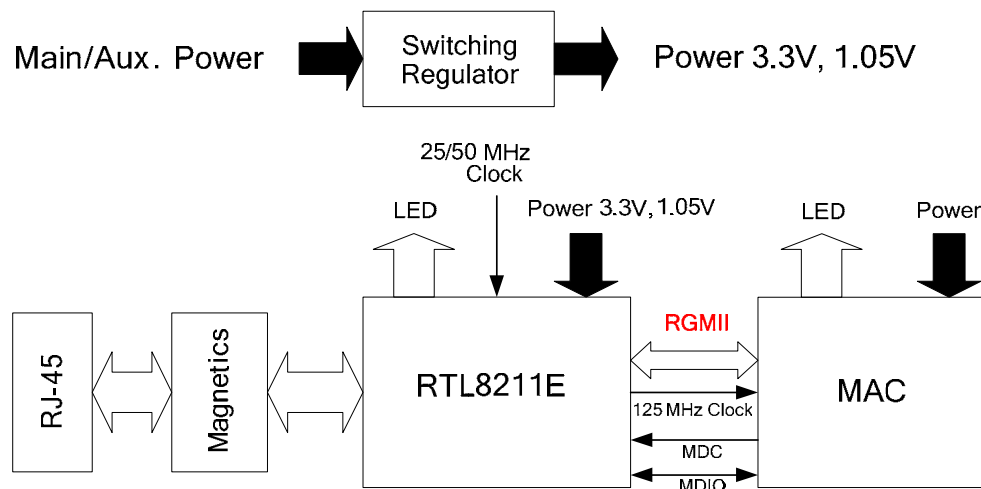 Main/Aux. Power
Switching
Regulator
Power 3.3V, 1.05V
25/50 MHz
Clock
LED
Power 3.3V, 1.05V
LED
Power
RJ-45
Magnetics
RTL8211E
RGMII
125 MHz Clock
MDC
MDIO
MAC